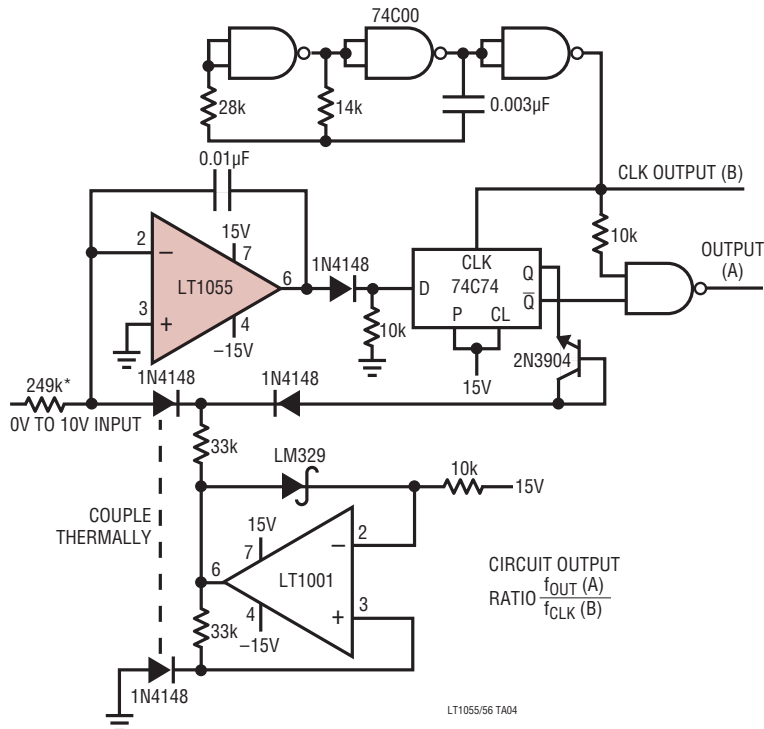 74C00
28k
14k
0.003µF
0.01µF
CLK OUTPUT (B)
10k
OUTPUT
(A)
2
–
15V
7
LT1055
6
3
+
4
–15V
1N4148
10k
D
CLK
74C74
Q
Q̅
P
CL
15V
2N3904
249k*
0V TO 10V INPUT
1N4148
1N4148
33k
LM329
10k
15V
COUPLE
THERMALLY
15V
7
2
–
6
LT1001
+
3
4
–15V
33k
1N4148
CIRCUIT OUTPUT
RATIO fOUT (A)
fCLK (B)
LT1055/56 TA04